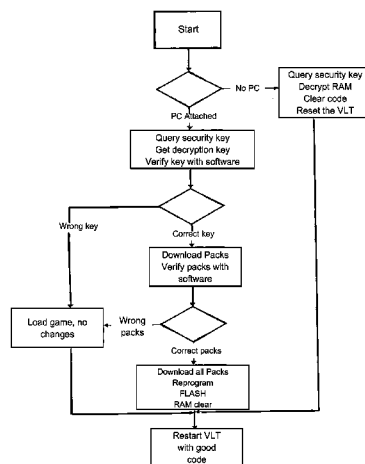 Start
No PC
Query security key
Decrypt RAM
Clear code
Reset the VLT
PC Attached
Query security key
Get decryption key
Verify key with software
Wrong key
Correct key
Download Packs
Verify packs with
software
Load game, no
changes
Wrong
packs
Correct packs
Download all Packs
Reprogram
FLASH
RAM clear
Restart VLT
with good
code